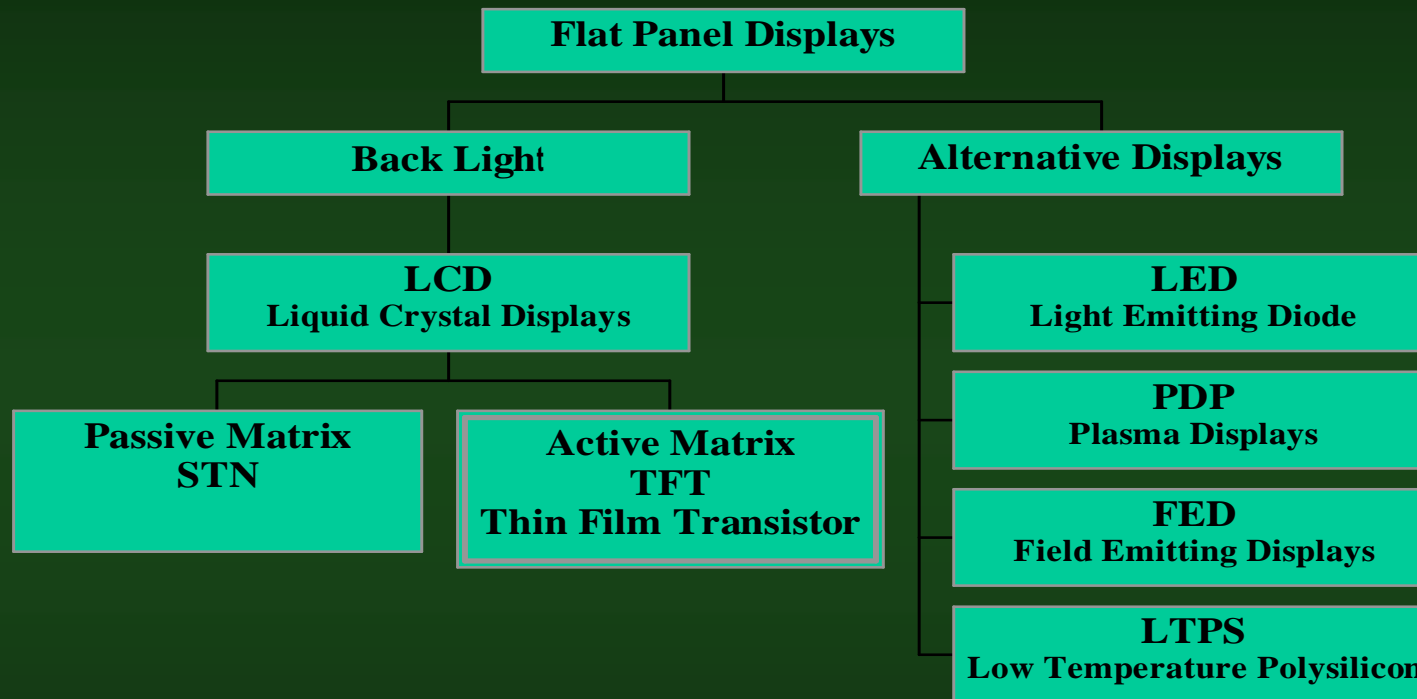 Flat Panel Displays
Back Light
Alternative Displays
LCD
Liquid Crystal Displays
LED
Light Emitting Diode
PDP
Plasma Displays
Passive Matrix
STN
Active Matrix
TFT
Thin Film Transistor
FED
Field Emitting Displays
LTPS
Low Temperature Polysilicon